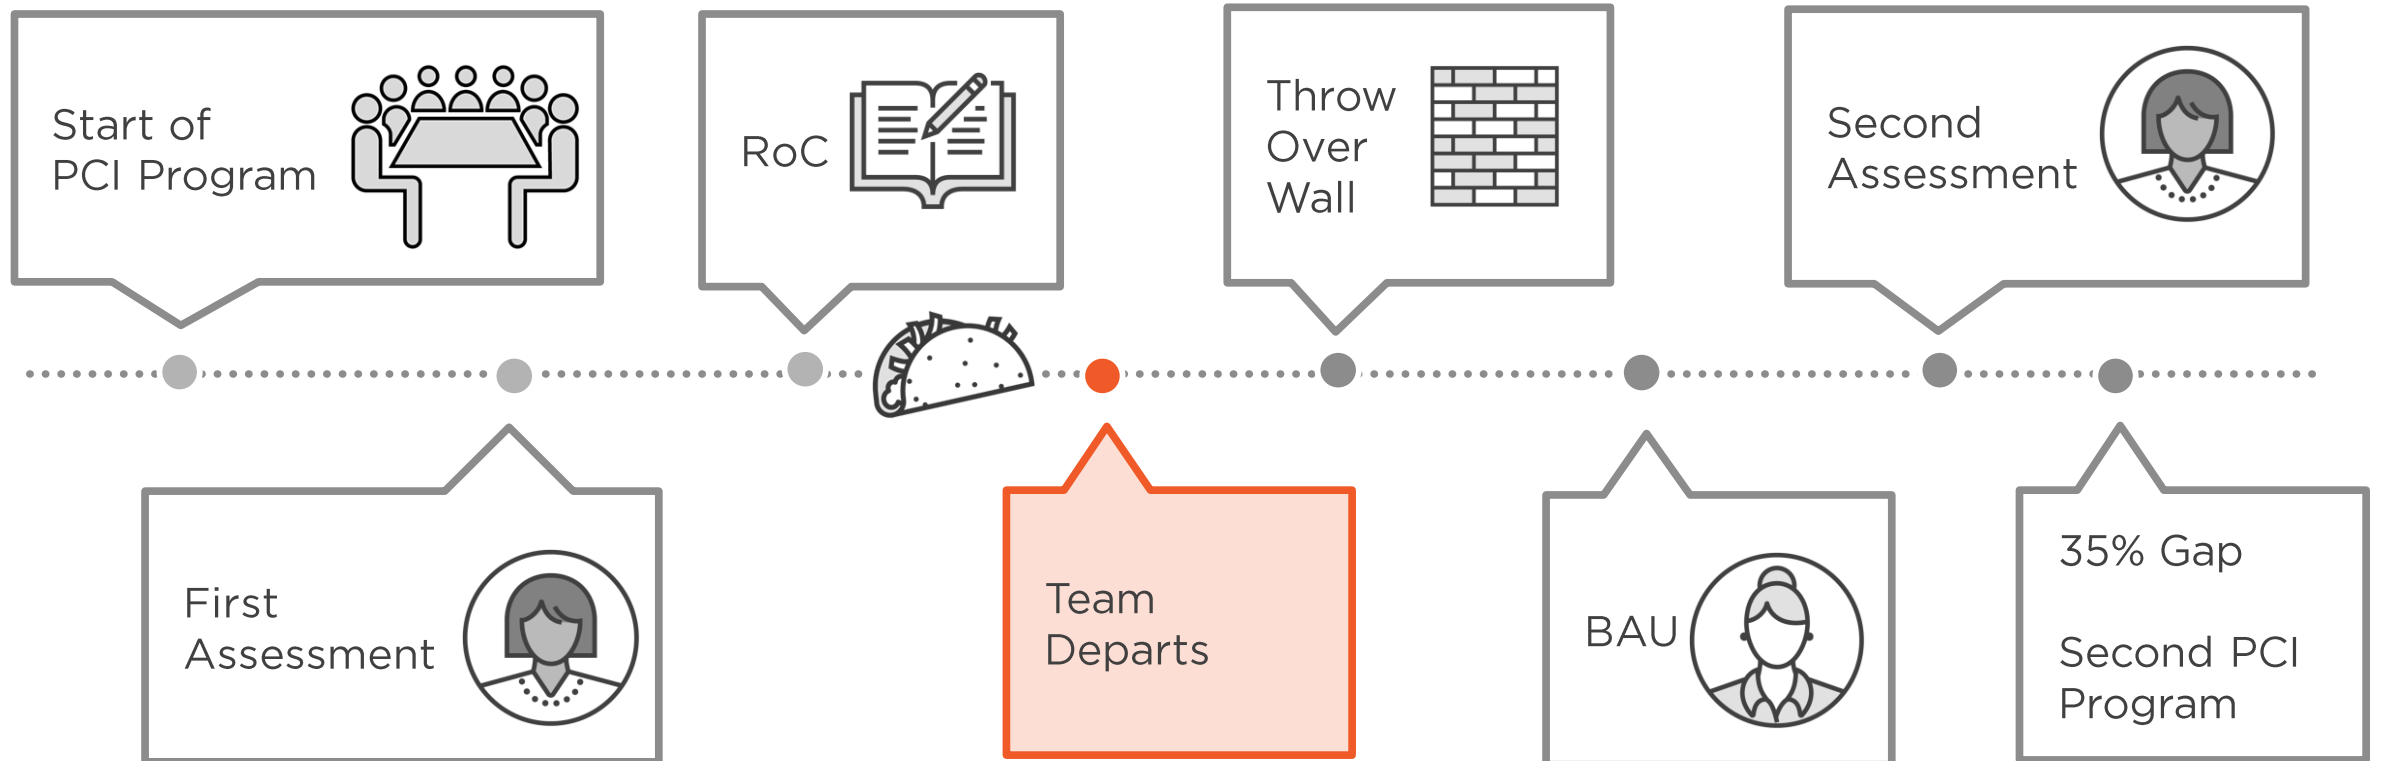 Start of
PCI Program
First
Assessment
RoC
Team
Departs
Throw
Over
Wall
BAU
Second
Assessment
35% Gap
Second PCI
Program